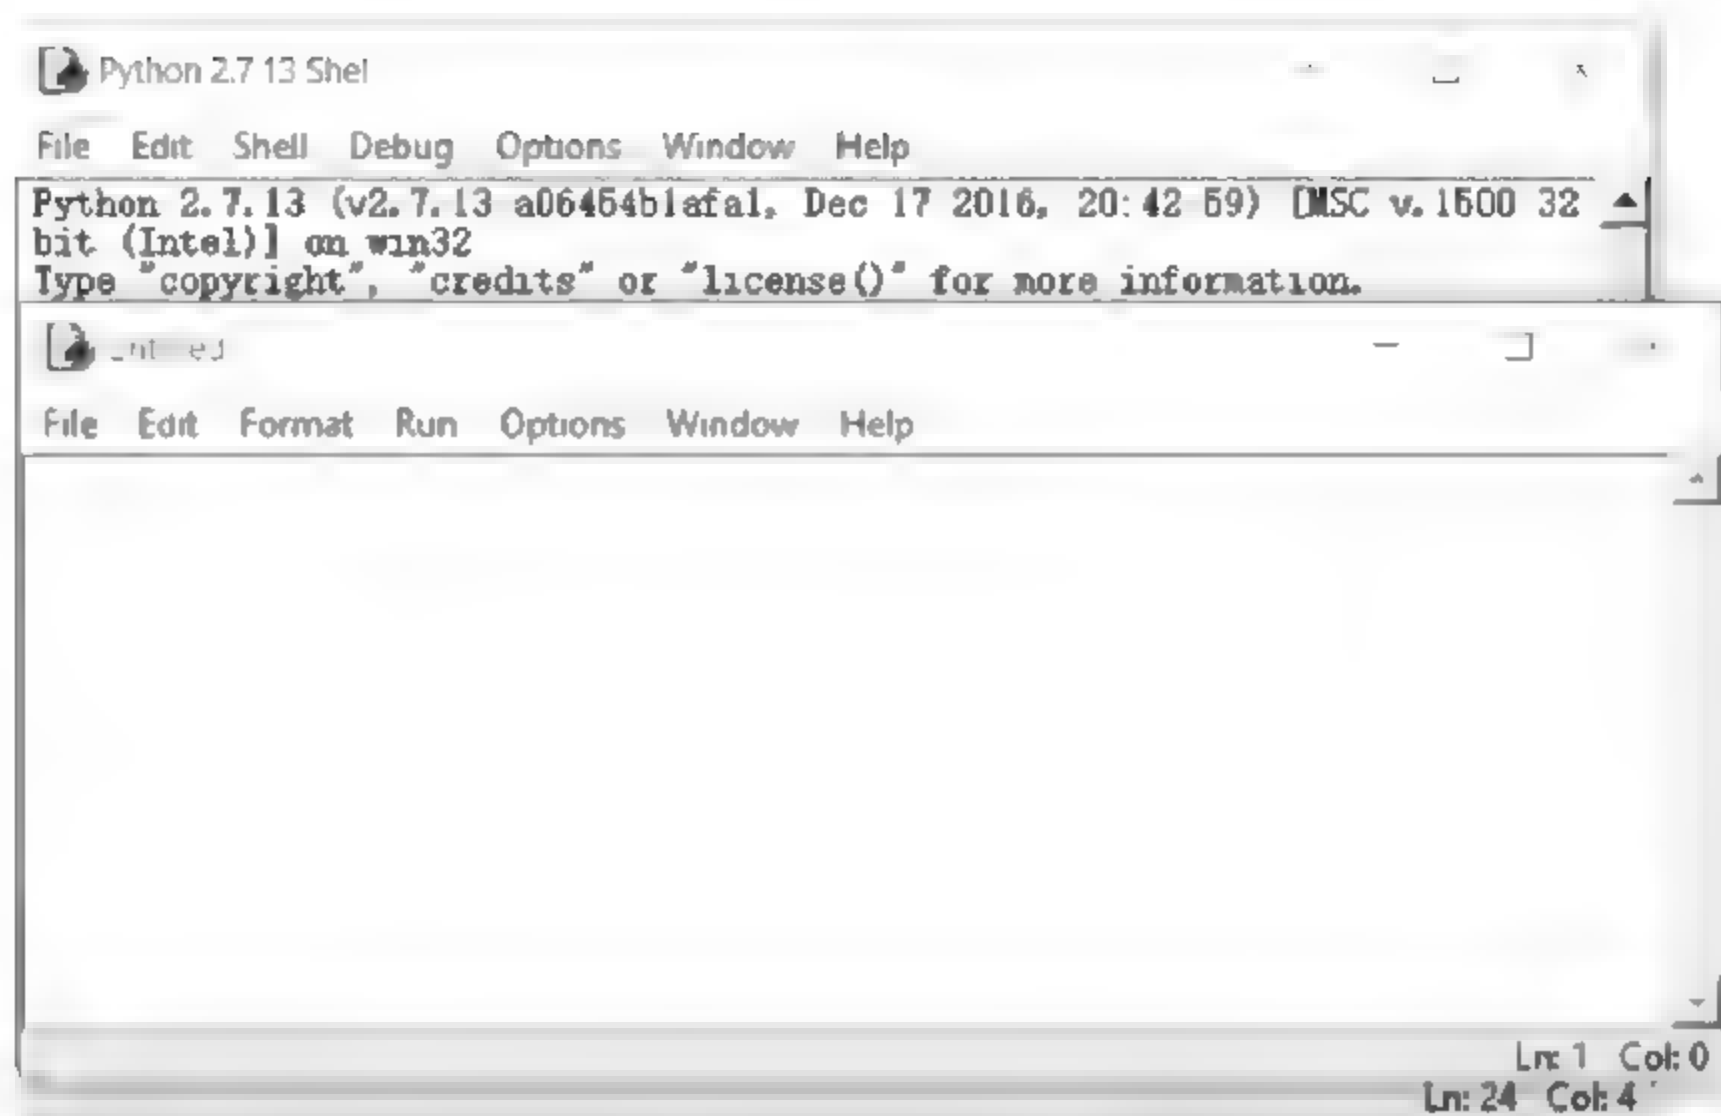 Python 2.7.13 Shell
File Edit Shell Debug Options Window Help
Python 2.7.13 (v2.7.13:a06454b1afa1, Dec 17 2016, 20:42:59) [MSC v.1500 32
bit (Intel)] on win32
Type "copyright", "credits" or "license()" for more information.
Untitled
File Edit Format Run Options Window Help
Ln: 1 Col: 0
Ln: 24 Col: 4